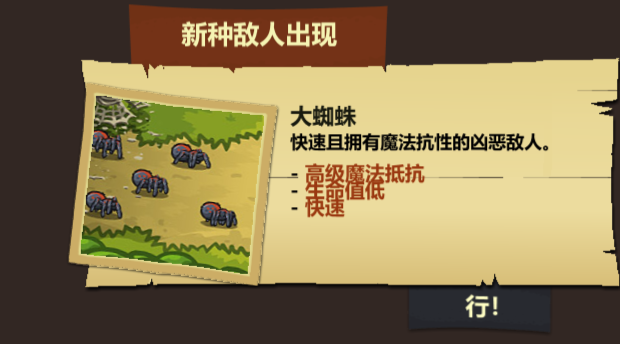 新种敌人出现
大蜘蛛
快速且拥有魔法抗性的凶恶敌人。
- 高级魔法抵抗
- 生命值低
- 快速
行!